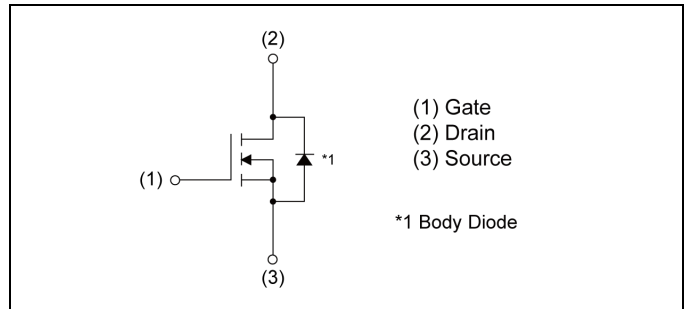 (2)
(1) Gate
(2) Drain
(3) Source
*1
(1)
*1 Body Diode
(3)